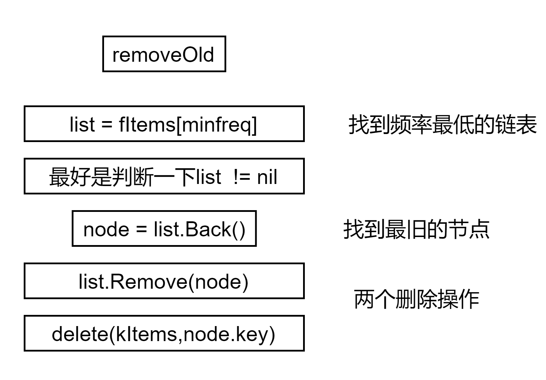 removeOld
list = fItems[minfreq]
找到频率最低的链表
最好是判断一下list != nil
node = list.Back()
找到最旧的节点
list.Remove(node)
两个删除操作
delete(kItems,node.key)